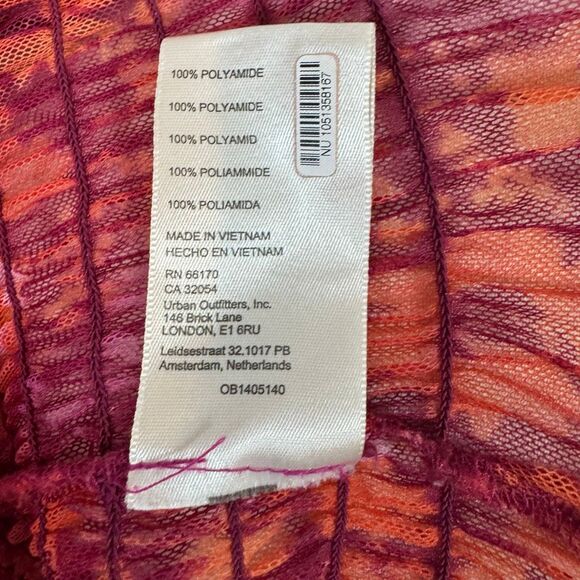 100% POLYAMIDE
100% POLYAMIDE
100% POLYAMID
100% POLIAMMIDE
100% POLIAMIDA
MADE IN VIETNAM
HECHO EN VIETNAM
RN 66170
CA 32054
Urban Outfitters, Inc.
146 Brick Lane
LONDON, E1 6RU
Leidsestraat 32,1017 PB
Amsterdam, Netherlands
OB1405140
NU 1051358167